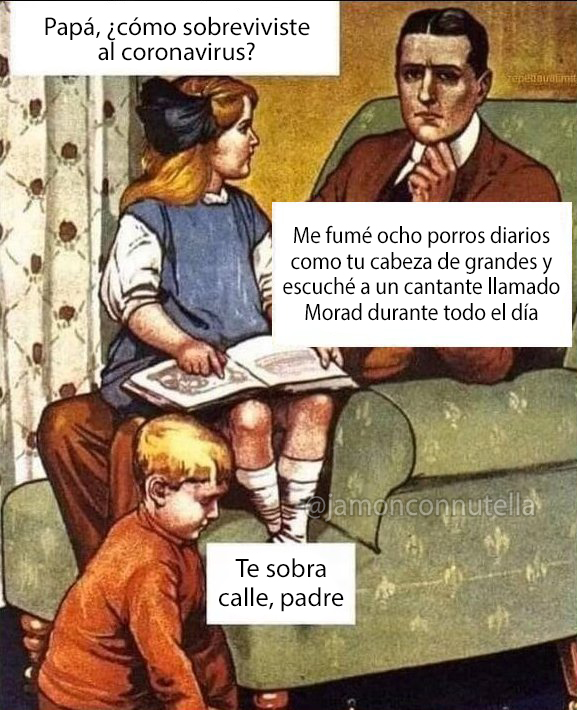 Papá, ¿cómo sobreviviste
al coronavirus?
Me fumé ocho porros diarios
como tu cabeza de grandes y
escuché a un cantante llamado
Morad durante todo el día
@jamonconnutella
Te sobra
calle, padre